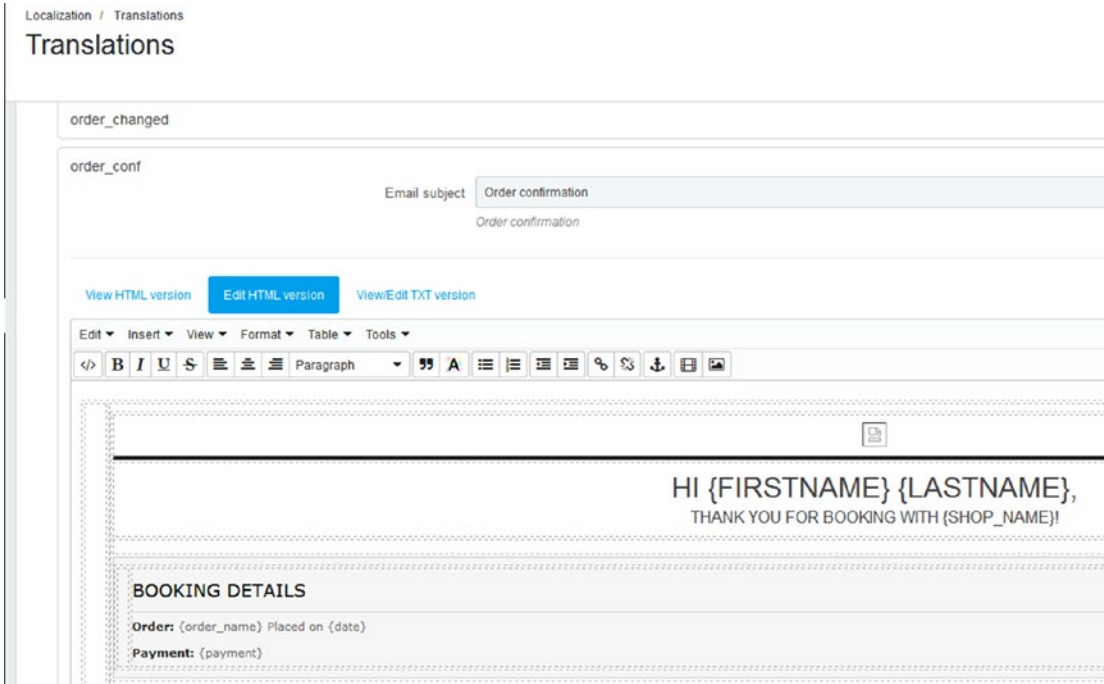 Localization / Translations
Translations
order_changed
order_conf
Email subject Order confirmation
Order confirmation
View HTML version Edit HTML version View/Edit TXT version
Edit Insert View Format Table Tools
</> B I U S Paragraph A
HI {FIRSTNAME} {LASTNAME},
THANK YOU FOR BOOKING WITH {SHOP_NAME}!
BOOKING DETAILS
Order: {order_name} Placed on {date}
Payment: {payment}